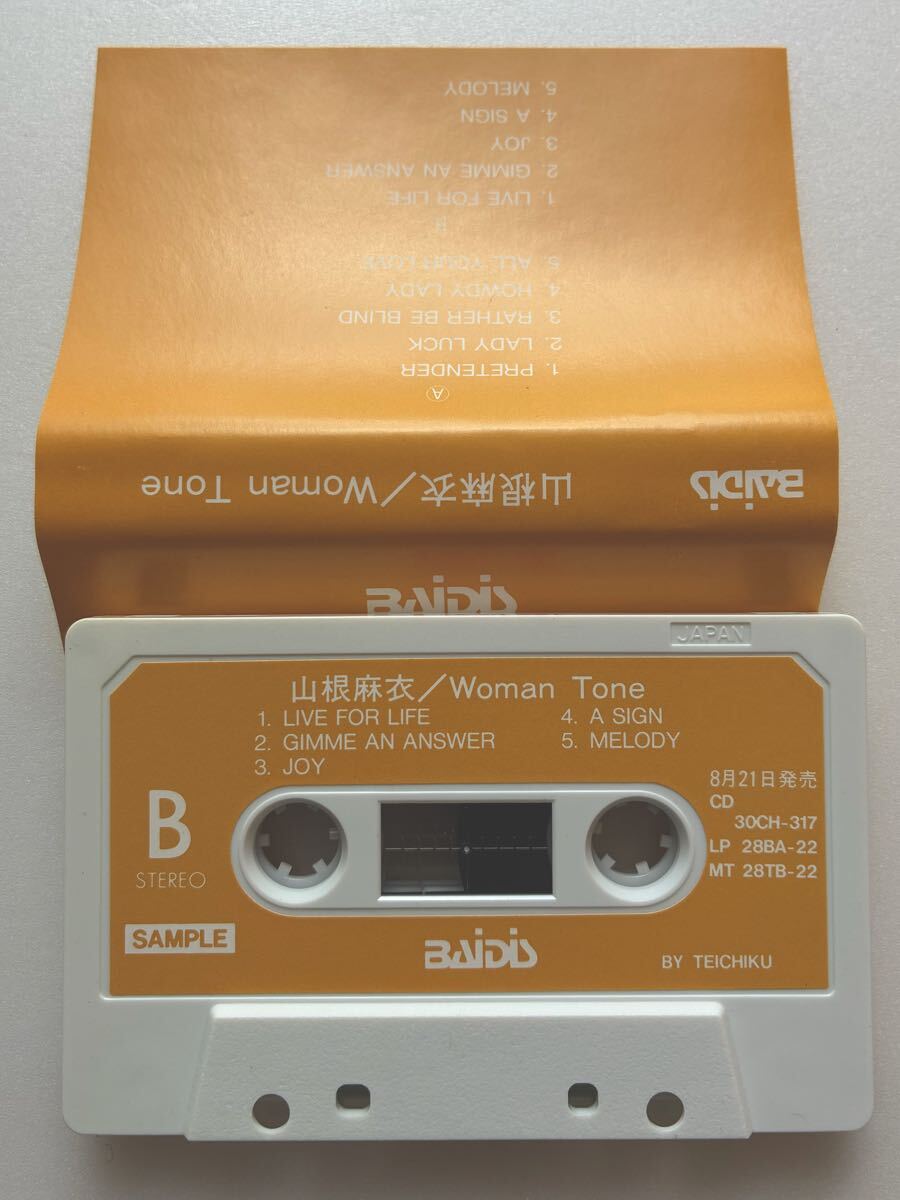 5. MELODY
4. A SIGN
3. JOY
2. GIMME AN ANSWER
1. LIVE FOR LIFE
B
5. ALL YOUR LOVE
4. HOWDY LADY
3. RATHER BE BLIND
2. LADY LUCK
1. PRETENDER
Ⓐ
山根麻衣/Woman Tone
BAIDIS
BAIDIS
JAPAN
山根麻衣/Woman Tone
1. LIVE FOR LIFE
2. GIMME AN ANSWER
3. JOY
4. A SIGN
5. MELODY
B
STEREO
SAMPLE
8月21日発売
CD
30CH-317
LP 28BA-22
MT 28TB-22
BAIDIS
BY TEICHIKU